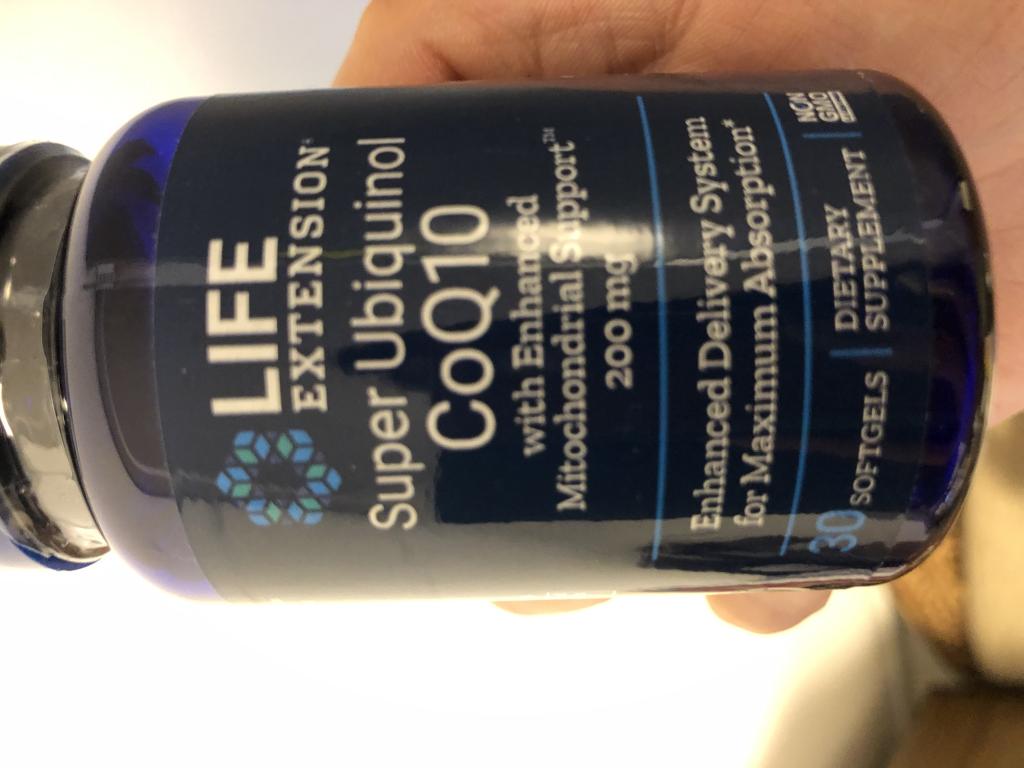 LIFE
EXTENSION
Super Ubiquinol
CoQ10
with Enhanced
Mitochondrial Support™
200 mg
Enhanced Delivery System
for Maximum Absorption*
30 SOFTGELS
DIETARY
SUPPLEMENT
NON
GMO